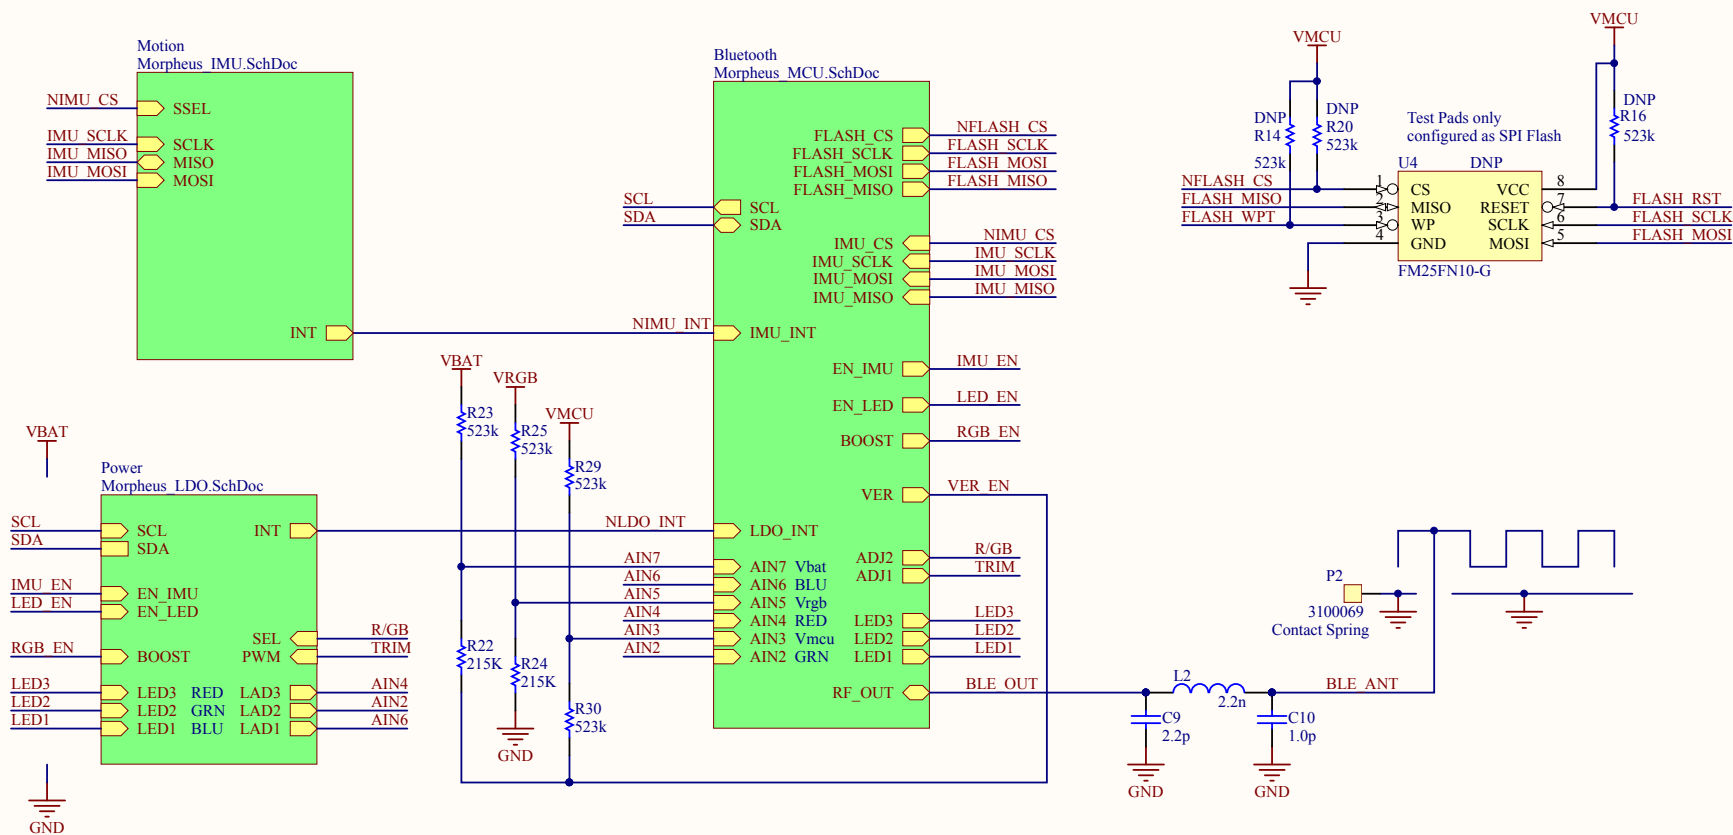 Motion
Morpheus_IMU.SchDoc
NIMU_CS
SSEL
IMU_SCLK
SCLK
IMU_MISO
MISO
IMU_MOSI
MOSI
INT
NIMU_INT
Bluetooth
Morpheus_MCU.SchDoc
FLASH_CS
NFLASH_CS
FLASH_SCLK
FLASH_SCLK
FLASH_MOSI
FLASH_MOSI
FLASH_MISO
FLASH_MISO
SCL
SCL
SDA
SDA
IMU_CS
NIMU_CS
IMU_SCLK
IMU_SCLK
IMU_MOSI
IMU_MOSI
IMU_MISO
IMU_MISO
IMU_INT
EN_IMU
IMU_EN
EN_LED
LED_EN
BOOST
RGB_EN
VER
VER_EN
NLDO_INT
LDO_INT
AIN7
AIN7 Vbat
AIN6
AIN6 BLU
AIN5
AIN5 Vrgb
AIN4
AIN4 RED
AIN3
AIN3 Vmcu
AIN2
AIN2 GRN
ADJ2
R/GB
ADJ1
TRIM
LED3
LED3
LED2
LED2
LED1
LED1
RF_OUT
BLE_OUT
VBAT
R23
523k
VRGB
R25
523k
VMCU
R29
523k
R22
215K
R24
215K
R30
523k
GND
VBAT
Power
Morpheus_LDO.SchDoc
SCL
SCL
INT
SDA
SDA
IMU_EN
EN_IMU
LED_EN
EN_LED
SEL
R/GB
RGB_EN
BOOST
PWM
TRIM
LED3
LED3 RED
LAD3
AIN4
LED2
LED2 GRN
LAD2
AIN2
LED1
LED1 BLU
LAD1
AIN6
GND
VMCU
VMCU
DNP
R14
523k
DNP
R20
523k
Test Pads only
configured as SPI Flash
DNP
R16
523k
U4
DNP
NFLASH_CS
1
CS
VCC
8
FLASH_MISO
2
MISO
RESET
7
FLASH_RST
FLASH_WPT
3
WP
SCLK
6
FLASH_SCLK
4
GND
MOSI
5
FLASH_MOSI
FM25FN10-G
P2
3100069
Contact Spring
L2
2.2n
BLE_ANT
C9
2.2p
C10
1.0p
GND
GND